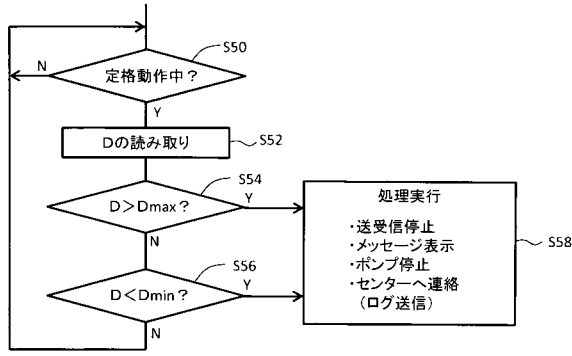 S50
定格動作中？
N
Y
Dの読み取り
S52
S54
D＞Dmax？
Y
N
S56
D＜Dmin？
Y
N
処理実行
・送受信停止
・メッセージ表示
・ポンプ停止
・センターへ連絡
（ログ送信）
S58